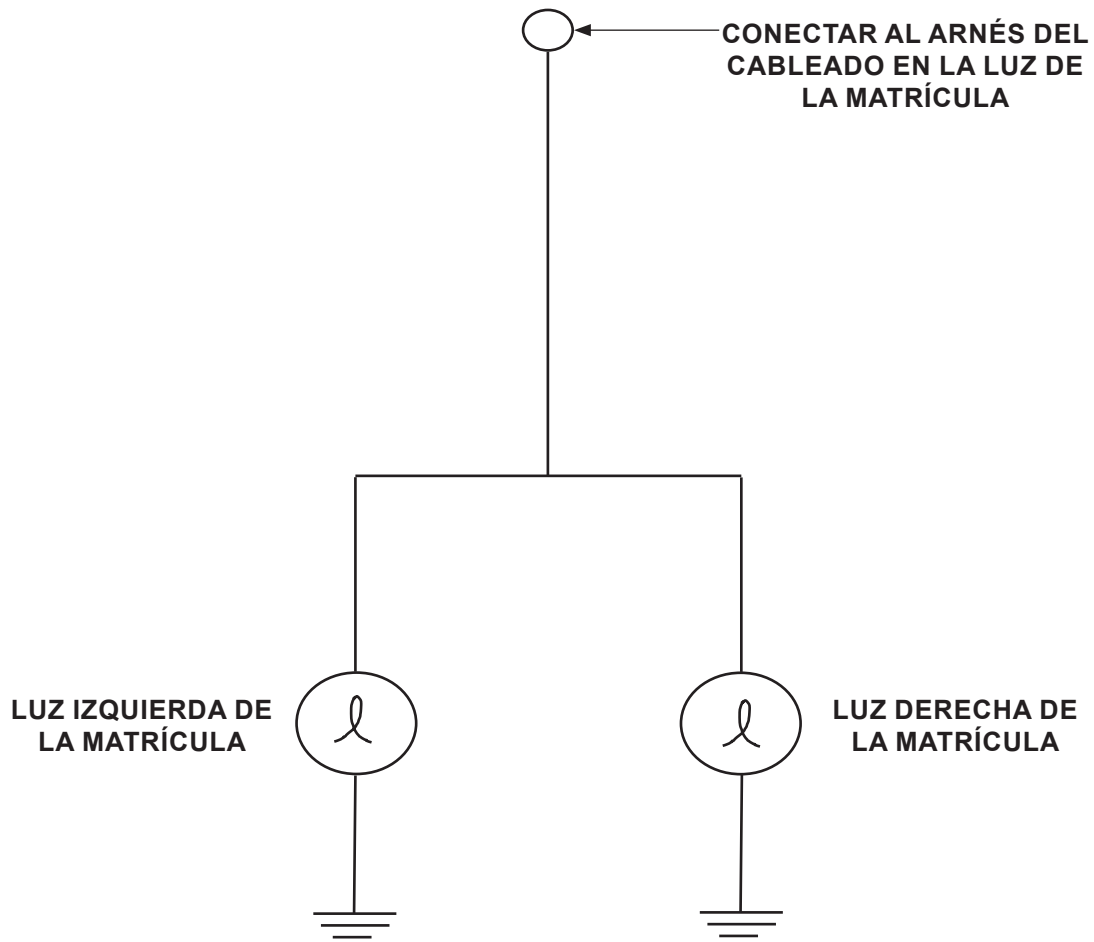 CONECTAR AL ARNÉS DEL
CABLEADO EN LA LUZ DE
LA MATRÍCULA
LUZ IZQUIERDA DE
LA MATRÍCULA
LUZ DERECHA DE
LA MATRÍCULA